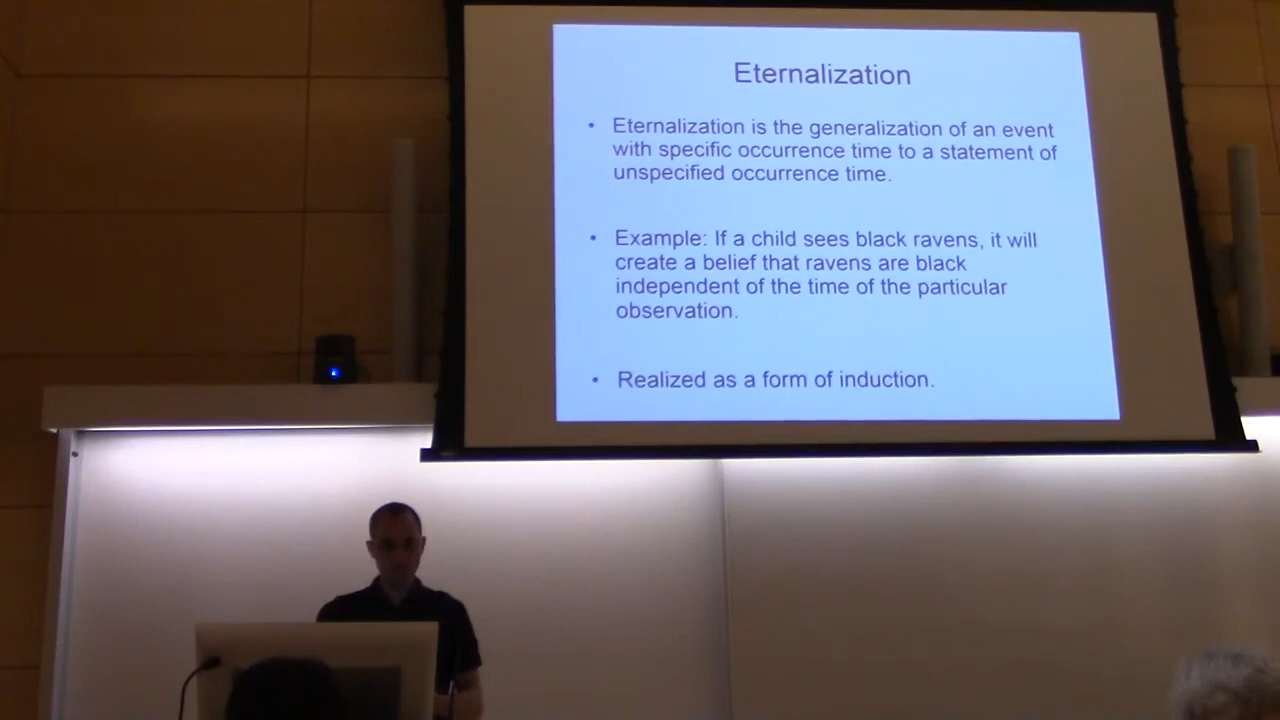 Eternalization
• Eternalization is the generalization of an event
with specific occurrence time to a statement of
unspecified occurrence time.
• Example: If a child sees black ravens, it will
create a belief that ravens are black
independent of the time of the particular
observation.
• Realized as a form of induction.